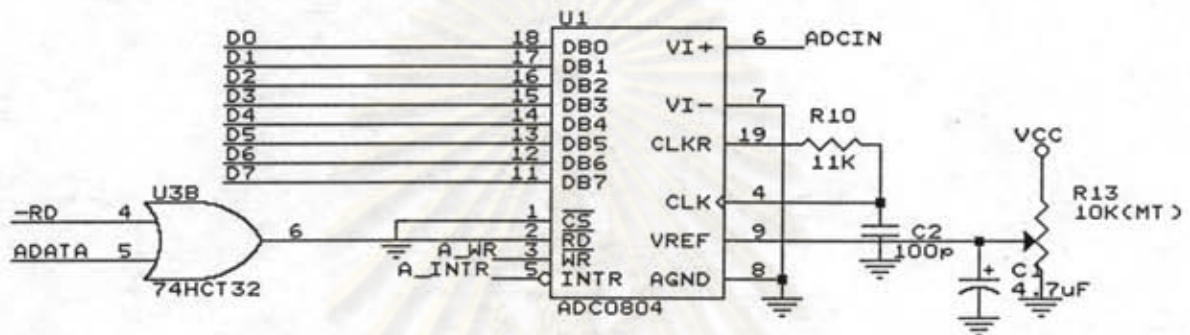 U1
D0 18 DB0 VI+ 6 ADCIN
D1 17 DB1
D2 16 DB2
D3 15 DB3 VI- 7
D4 14 DB4
D5 13 DB5 CLKR 19 R10 11K
D6 12 DB6
D7 11 DB7
VCC
R13
10K(MT)
U3B
-RD 4
ADATA 5
6
74HCT32
1 CS CLK 4
2 RD VREF 9
A_WR 3 WR
A_INTR 5 INTR AGND 8
ADC0804
C2
100p
C1
4.7uF